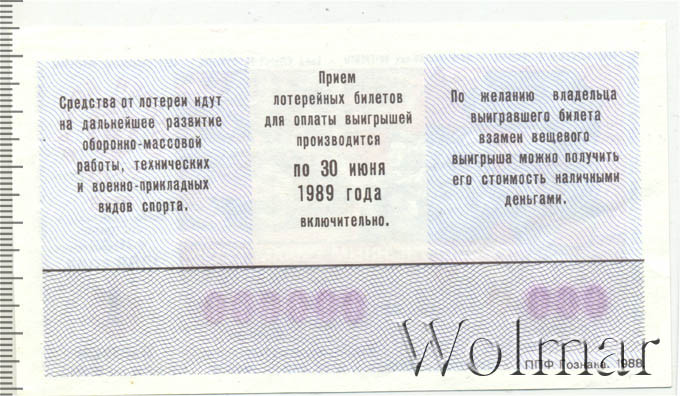 Средства от лотереи идут
на дальнейшее развитие
оборонно-массовой
работы, технических
и военно-прикладных
видов спорта.
Прием
лотерейных билетов
для оплаты выигрышей
производится
по 30 июня
1989 года
включительно.
По желанию владельца
выигравшего билета
взамен вещевого
выигрыша можно получить
его стоимость наличными
деньгами.
000000
000
Wolmar
ППФ Гознака. 1988